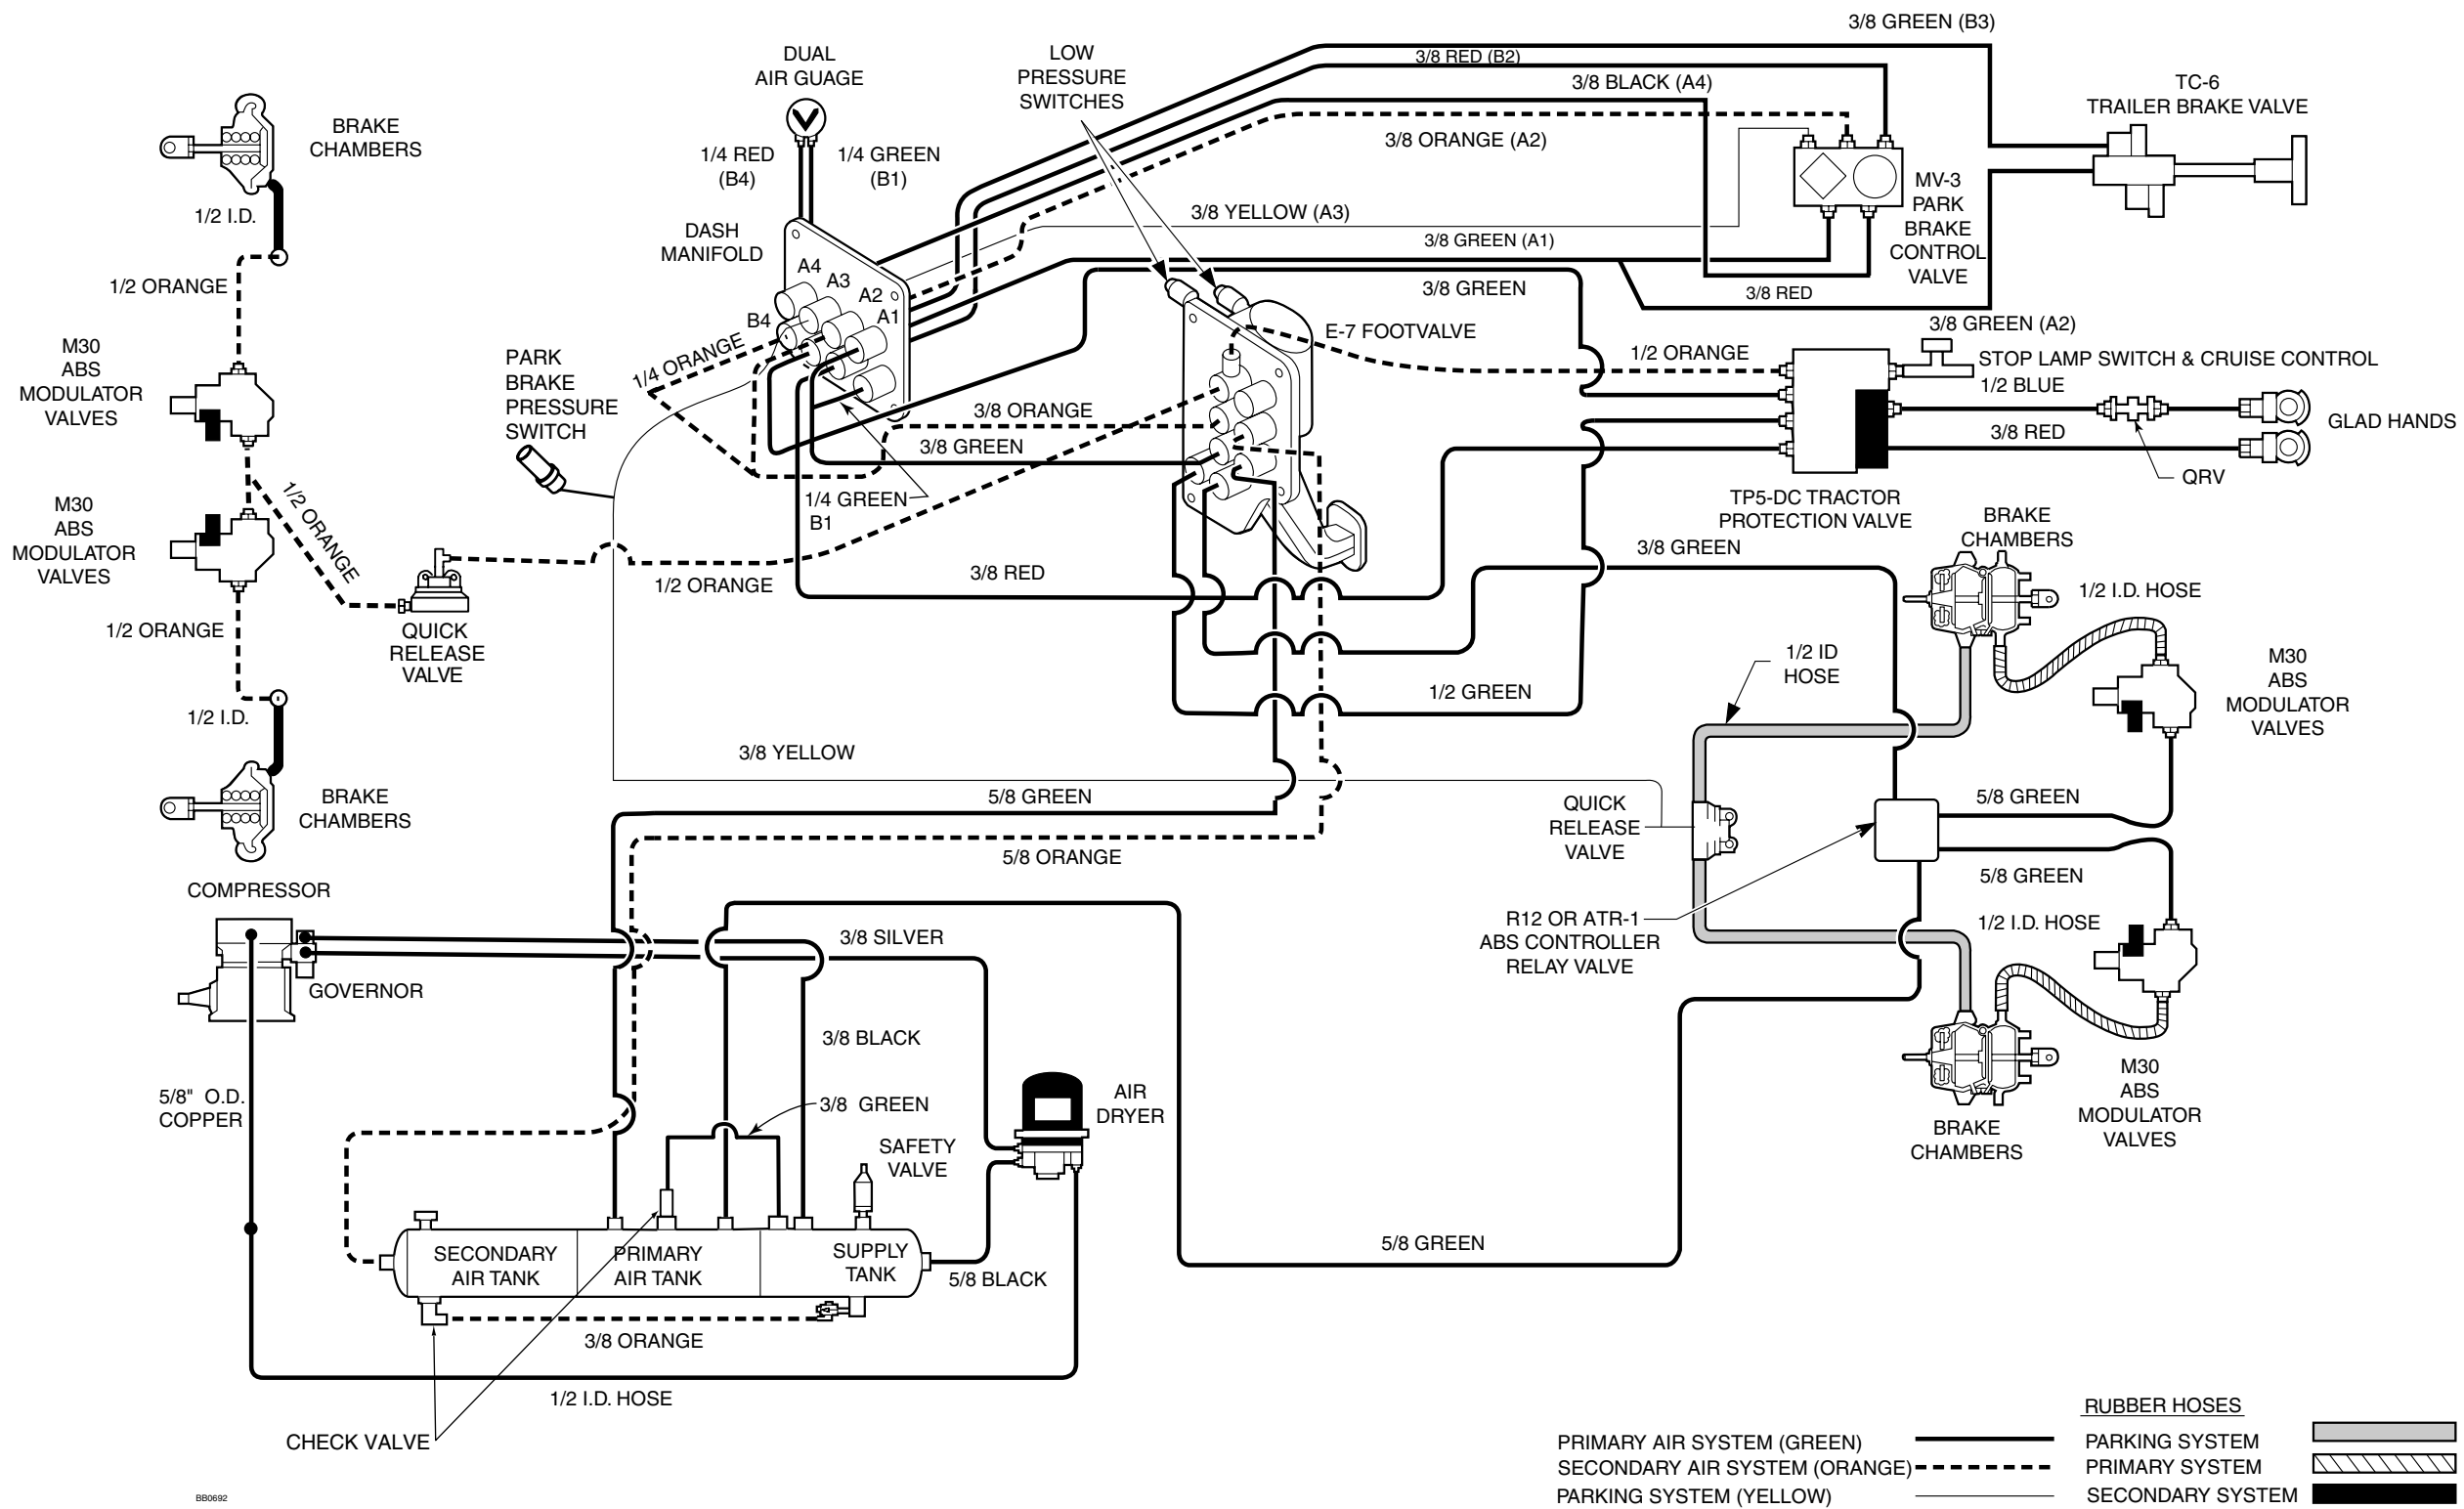 3/8 GREEN (B3)
DUAL
AIR GUAGE
LOW
PRESSURE
SWITCHES
3/8 RED (B2)
3/8 BLACK (A4)
TC-6
TRAILER BRAKE VALVE
BRAKE
CHAMBERS
1/4 RED
(B4)
1/4 GREEN
(B1)
3/8 ORANGE (A2)
MV-3
PARK
BRAKE
CONTROL
VALVE
1/2 I.D.
DASH
MANIFOLD
3/8 YELLOW (A3)
3/8 GREEN (A1)
1/2 ORANGE
A4
A3
A2
A1
B4
3/8 GREEN
3/8 RED
E-7 FOOTVALVE
3/8 GREEN (A2)
M30
ABS
MODULATOR
VALVES
PARK
BRAKE
PRESSURE
SWITCH
1/4 ORANGE
1/2 ORANGE
STOP LAMP SWITCH & CRUISE CONTROL
1/2 BLUE
3/8 ORANGE
3/8 GREEN
GLAD HANDS
3/8 RED
QRV
1/4 GREEN
B1
TP5-DC TRACTOR
PROTECTION VALVE
M30
ABS
MODULATOR
VALVES
1/2 ORANGE
BRAKE
CHAMBERS
3/8 GREEN
1/2 ORANGE
3/8 RED
1/2 I.D. HOSE
1/2 ORANGE
QUICK
RELEASE
VALVE
1/2 ID
HOSE
M30
ABS
MODULATOR
VALVES
1/2 GREEN
1/2 I.D.
3/8 YELLOW
BRAKE
CHAMBERS
5/8 GREEN
QUICK
RELEASE
VALVE
5/8 GREEN
5/8 ORANGE
5/8 GREEN
COMPRESSOR
3/8 SILVER
R12 OR ATR-1
ABS CONTROLLER
RELAY VALVE
1/2 I.D. HOSE
GOVERNOR
3/8 BLACK
5/8" O.D.
COPPER
3/8 GREEN
AIR
DRYER
M30
ABS
MODULATOR
VALVES
SAFETY
VALVE
BRAKE
CHAMBERS
SECONDARY
AIR TANK
PRIMARY
AIR TANK
SUPPLY
TANK
5/8 BLACK
5/8 GREEN
3/8 ORANGE
1/2 I.D. HOSE
CHECK VALVE
RUBBER HOSES
PRIMARY AIR SYSTEM (GREEN)
PARKING SYSTEM
SECONDARY AIR SYSTEM (ORANGE)
PRIMARY SYSTEM
PARKING SYSTEM (YELLOW)
SECONDARY SYSTEM
BB0692